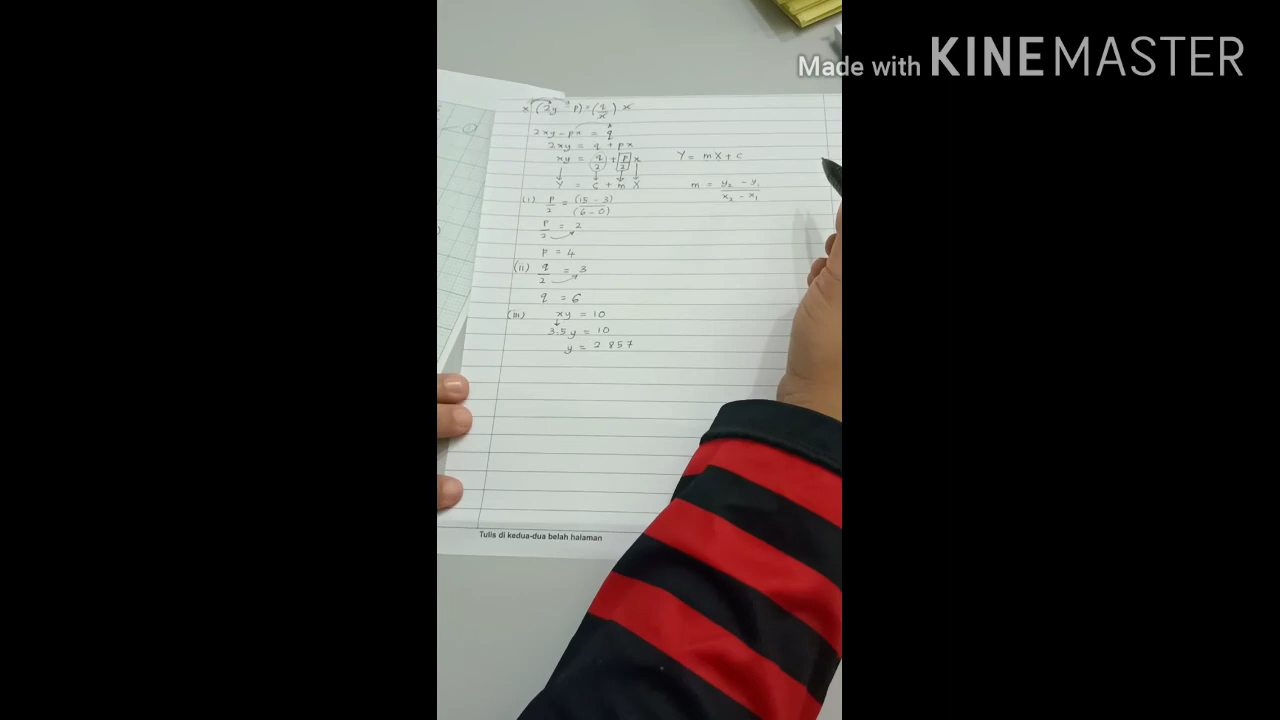 Made with KINEMASTER
x (2y - p) = (q/x) x
2xy - px = q
2xy = q + px
xy = q/2 + p/2 x
Y = mX + c
Y = c + m X
m = y₂ - y₁ / x₂ - x₁
(i) p/2 = (15 - 3)/(6 - 0)
p/2 = 2
p = 4
(ii) q/2 = 3
q = 6
(iii) xy = 10
3.5y = 10
y = 2.857
Tulis di kedua-dua belah halaman